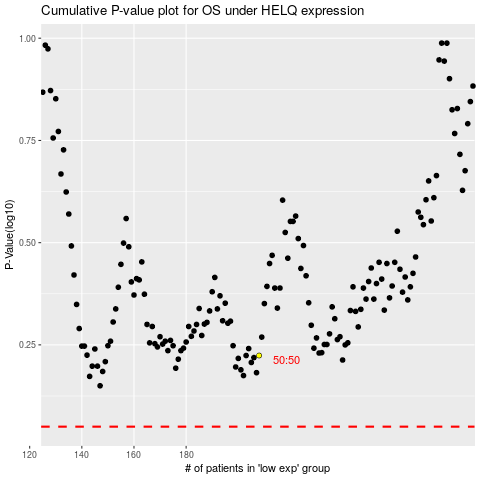 Cumulative P-value plot for OS under HELQ expression
P-Value(log10)
1.00
0.75
0.50
0.25
50:50
120 140 160 180
# of patients in 'low exp' group